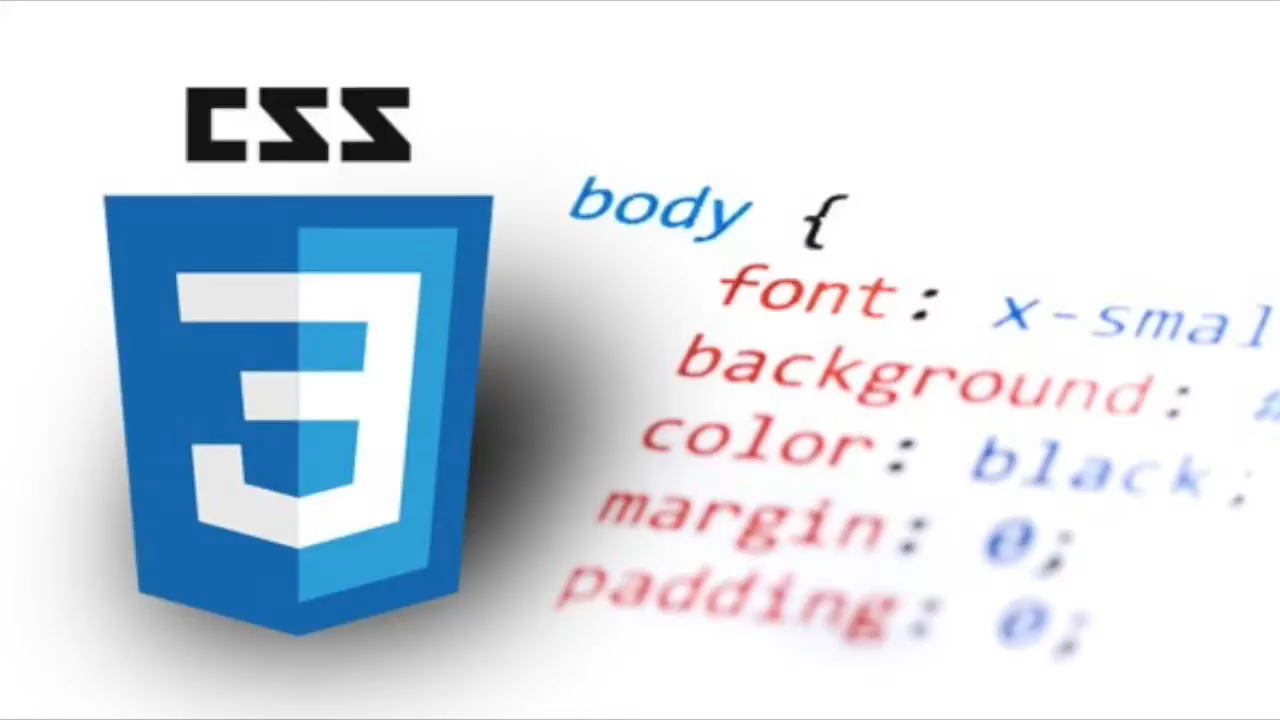 CSS
3
body {
font: x-smal
background: #
color: black;
margin: 0;
padding: 0;